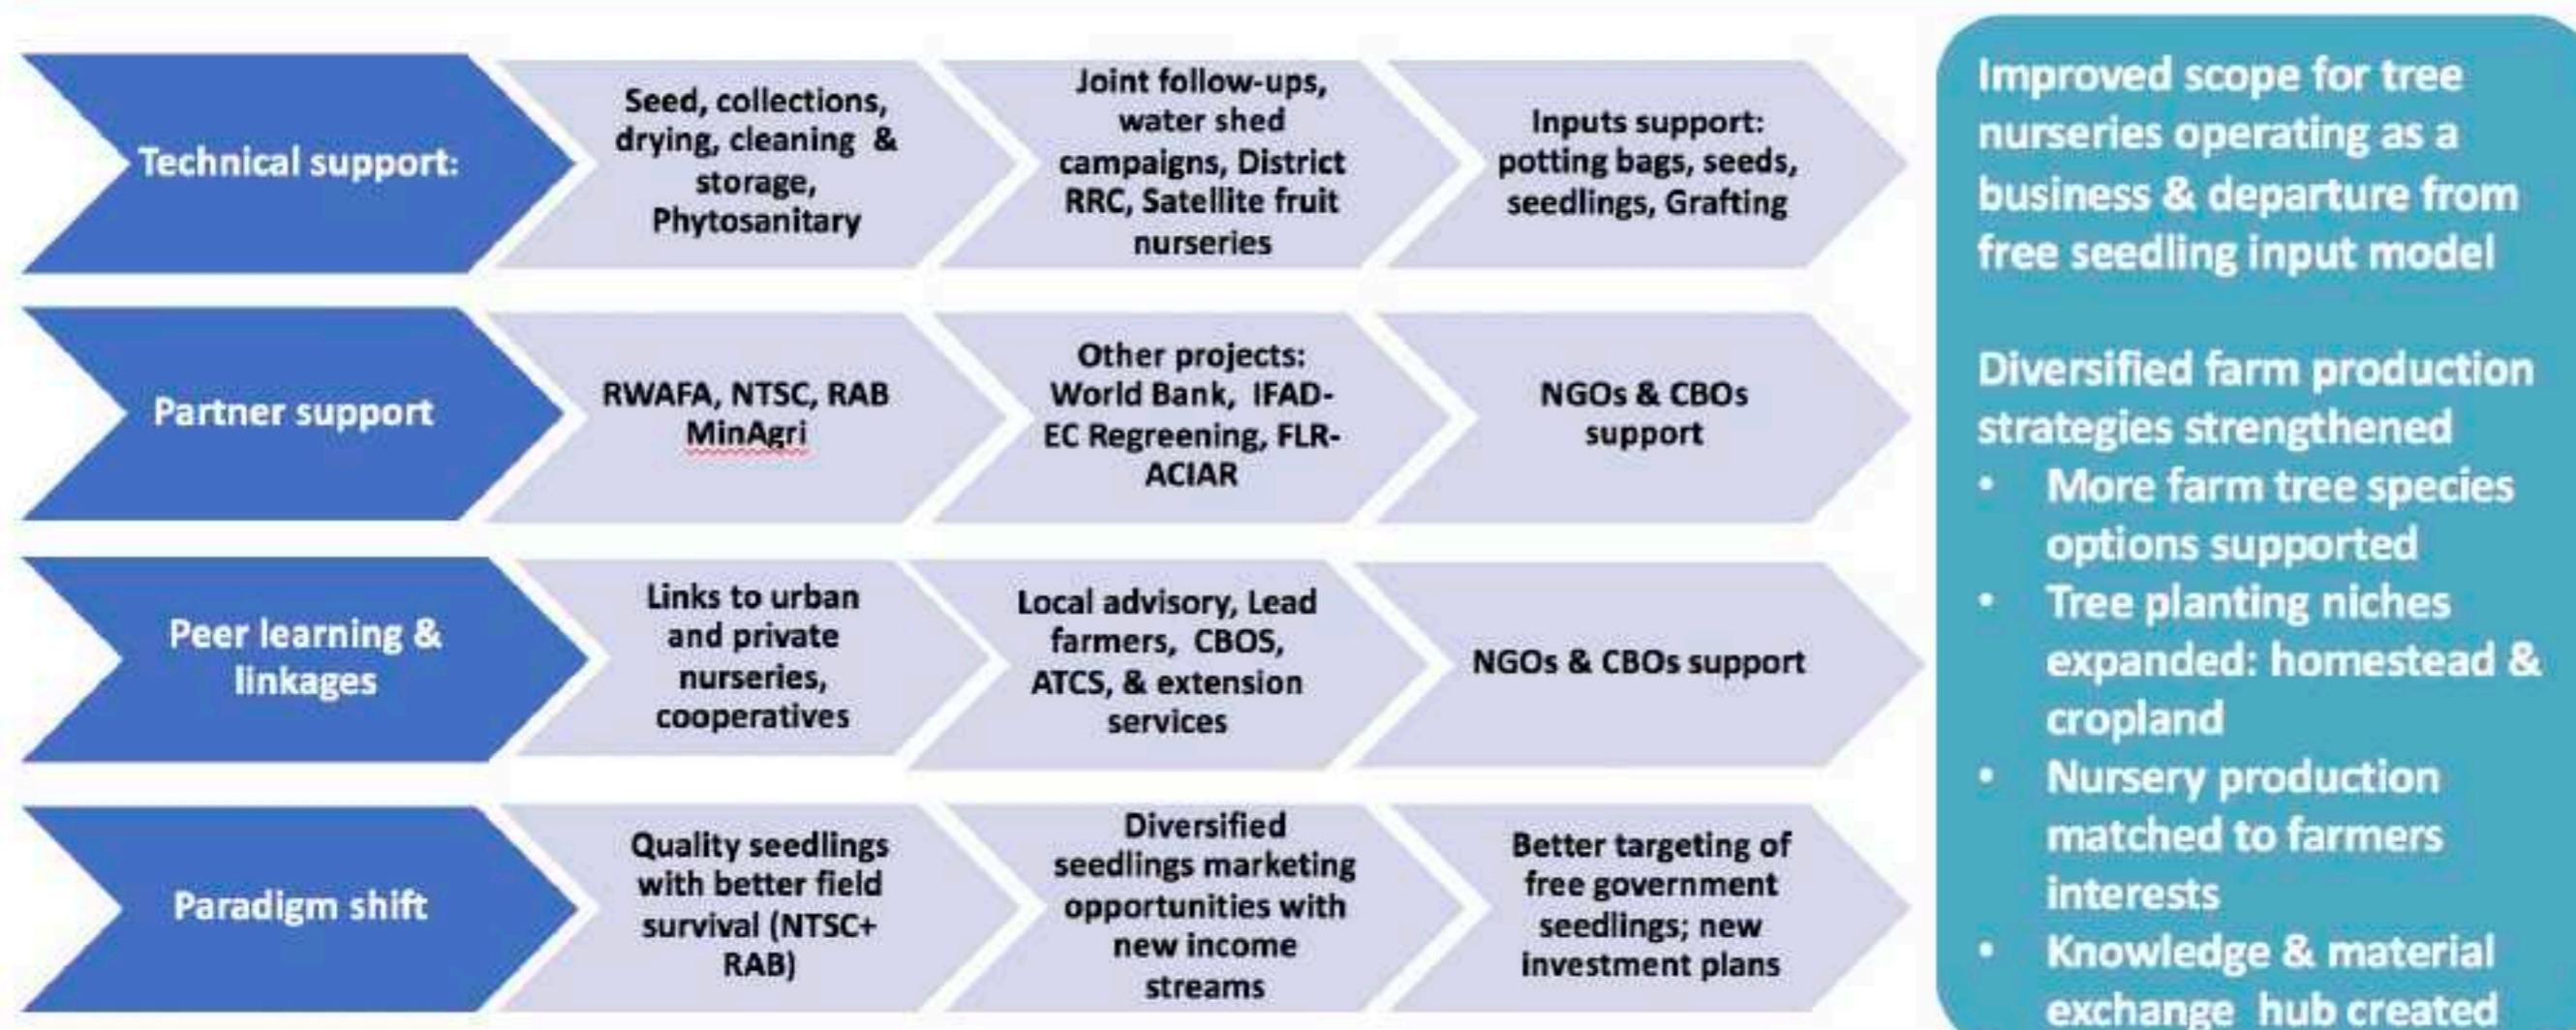 Technical support:
Seed, collections,
drying, cleaning &
storage,
Phytosanitary
Joint follow-ups,
water shed
campaigns, District
RRC, Satellite fruit
nurseries
Inputs support:
potting bags, seeds,
seedlings, Grafting
Partner support
RWAFA, NTSC, RAB
MinAgri
Other projects:
World Bank, IFAD-
EC Regreening, FLR-
ACIAR
NGOs & CBOs
support
Peer learning &
linkages
Links to urban
and private
nurseries,
cooperatives
Local advisory, Lead
farmers, CBOS,
ATCS, & extension
services
NGOs & CBOs support
Paradigm shift
Quality seedlings
with better field
survival (NTSC+
RAB)
Diversified
seedlings marketing
opportunities with
new income
streams
Better targeting of
free government
seedlings; new
investment plans
Improved scope for tree
nurseries operating as a
business & departure from
free seedling input model
Diversified farm production
strategies strengthened
• More farm tree species
options supported
• Tree planting niches
expanded: homestead &
cropland
• Nursery production
matched to farmers
interests
• Knowledge & material
exchange hub created